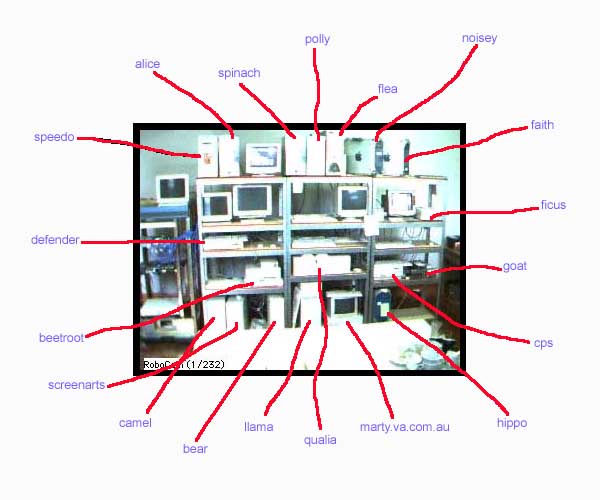 polly
noisey
alice
spinach
flea
speedo
faith
ficus
defender
goat
beetroot
cps
screenarts
RoboCam (1/232)
camel
llama
marty.va.com.au
hippo
bear
qualia